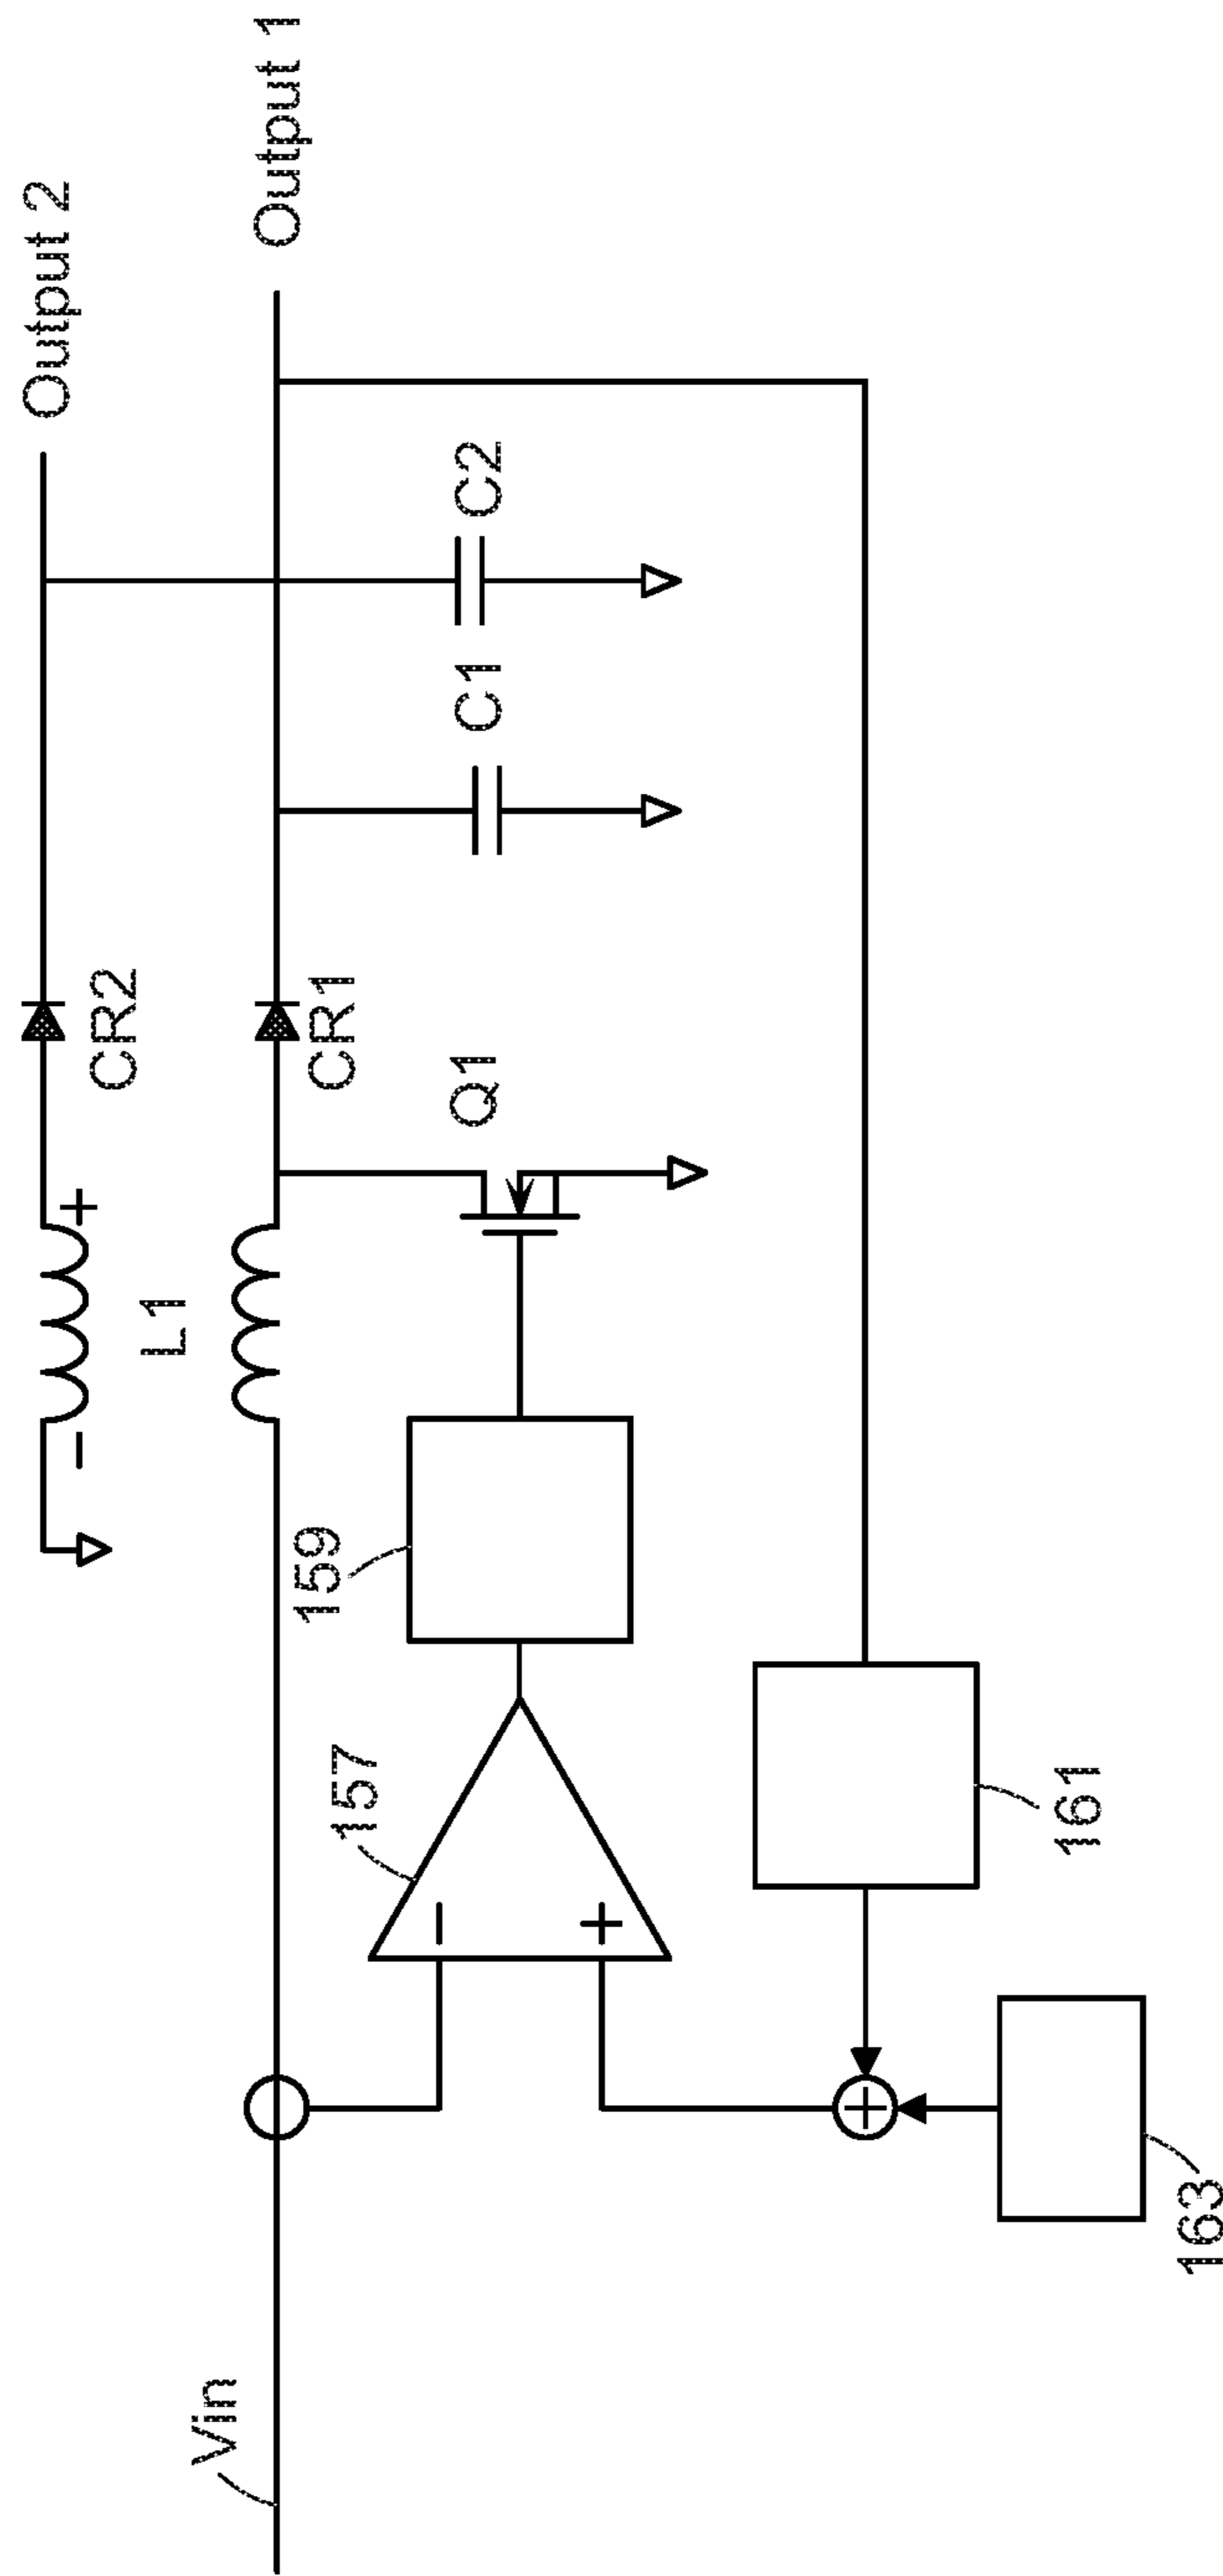 Output 2
Output 1
CR2
CR1
C1
C2
L1
+
-
Q1
159
157
-
+
161
+
163
Vin